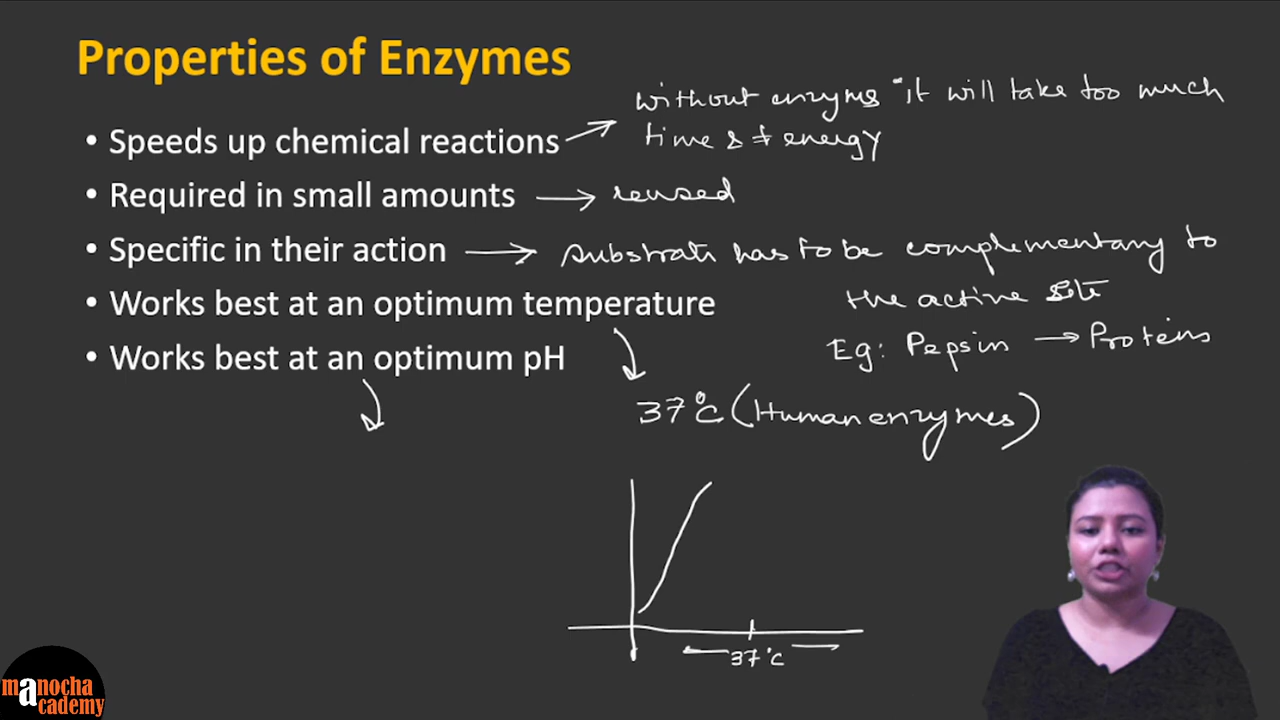 Properties of Enzymes
without enzyme it will take too much
• Speeds up chemical reactions →
time & energy
• Required in small amounts → reused
• Specific in their action → substrate has to be complementary to
the active site
• Works best at an optimum temperature
Eg: Pepsin → Proteins
• Works best at an optimum pH
37°C (Human enzymes)
37°C
manocha
academy